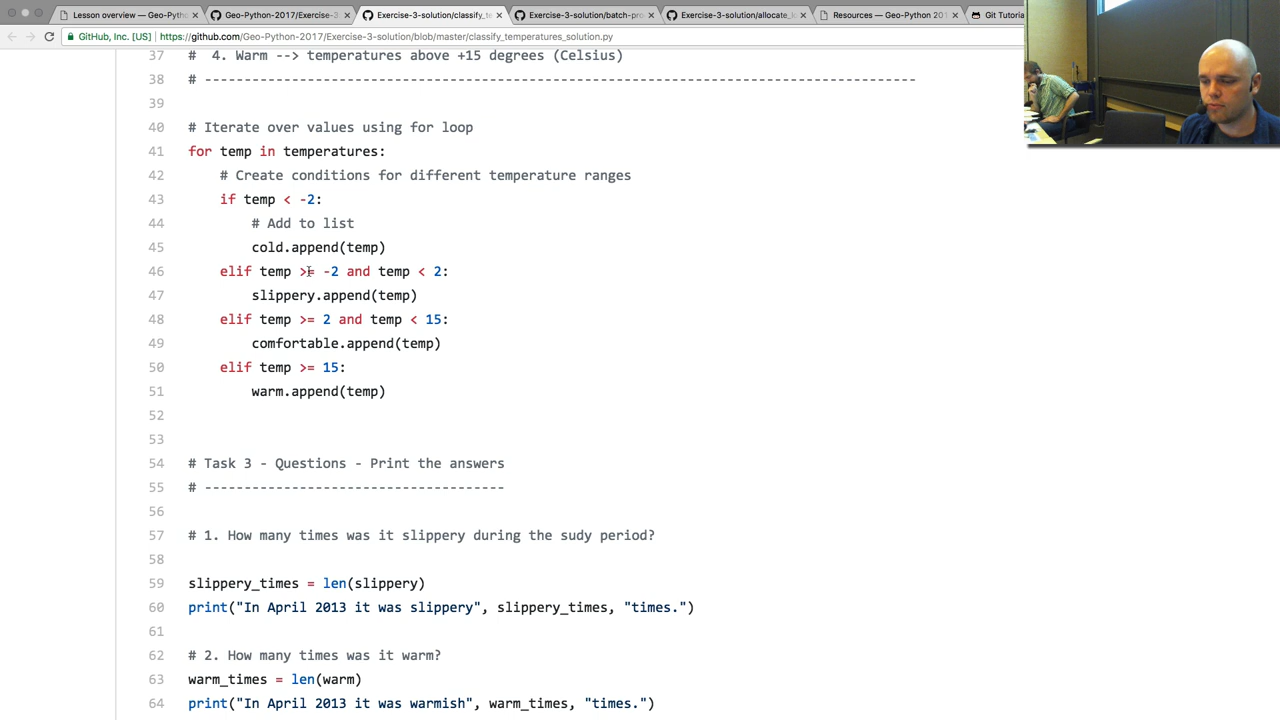 Lesson overview — Geo-Pytho
Geo-Python-2017/Exercise-3
Exercise-3-solution/classify_te
Exercise-3-solution/batch-pro
Exercise-3-solution/allocate_l
Resources — Geo-Python 201
Git Tutoria
GitHub, Inc. [US] https://github.com/Geo-Python-2017/Exercise-3-solution/blob/master/classify_temperatures_solution.py
37 # 4. Warm --> temperatures above +15 degrees (Celsius)
38 # -------------------------------------------------------------------------------------------
39
40 # Iterate over values using for loop
41 for temp in temperatures:
42 # Create conditions for different temperature ranges
43 if temp < -2:
44 # Add to list
45 cold.append(temp)
46 elif temp >= -2 and temp < 2:
47 slippery.append(temp)
48 elif temp >= 2 and temp < 15:
49 comfortable.append(temp)
50 elif temp >= 15:
51 warm.append(temp)
52
53
54 # Task 3 - Questions - Print the answers
55 # --------------------------------------
56
57 # 1. How many times was it slippery during the sudy period?
58
59 slippery_times = len(slippery)
60 print("In April 2013 it was slippery", slippery_times, "times.")
61
62 # 2. How many times was it warm?
63 warm_times = len(warm)
64 print("In April 2013 it was warmish", warm_times, "times.")